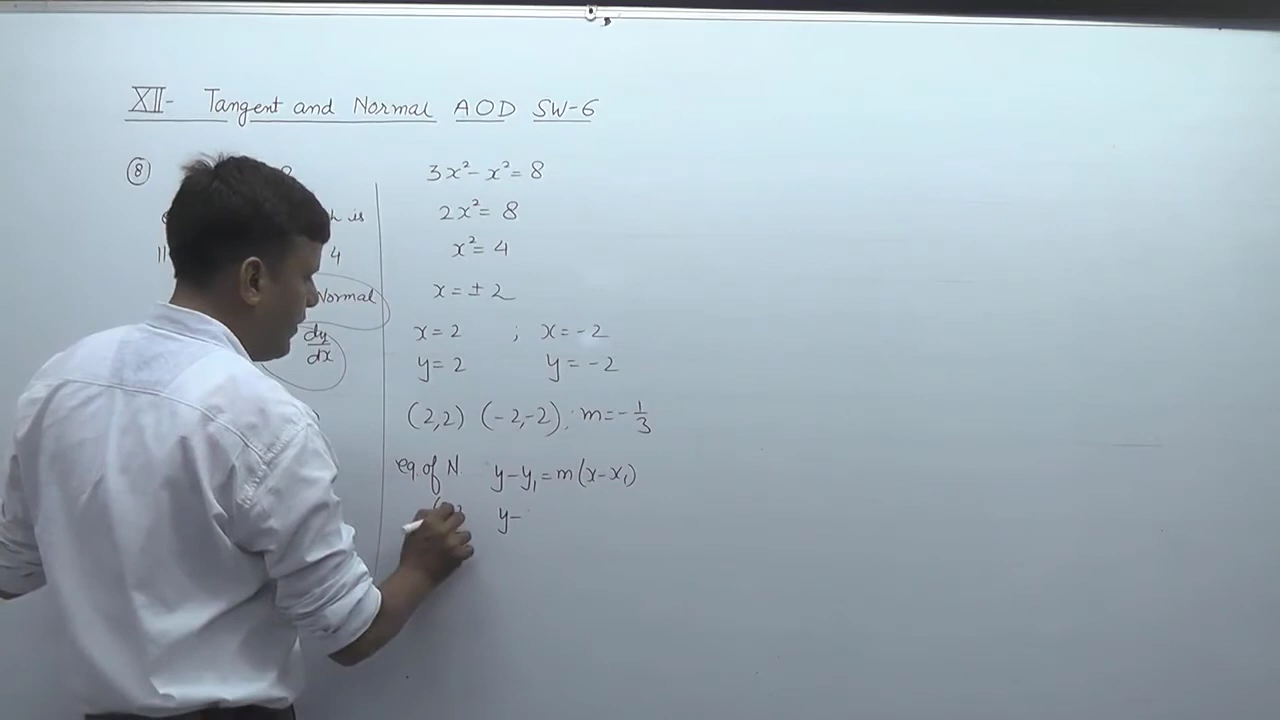 XII- Tangent and Normal AOD SW-6
8
is
4
Normal
dy
dx
3x²- x²= 8
2x²= 8
x²= 4
x= ± 2
x= 2 ; x= -2
y= 2 y= -2
(2,2) (-2,-2); m= -1/3
eq. of N. y-y₁=m(x-x₁)
y-